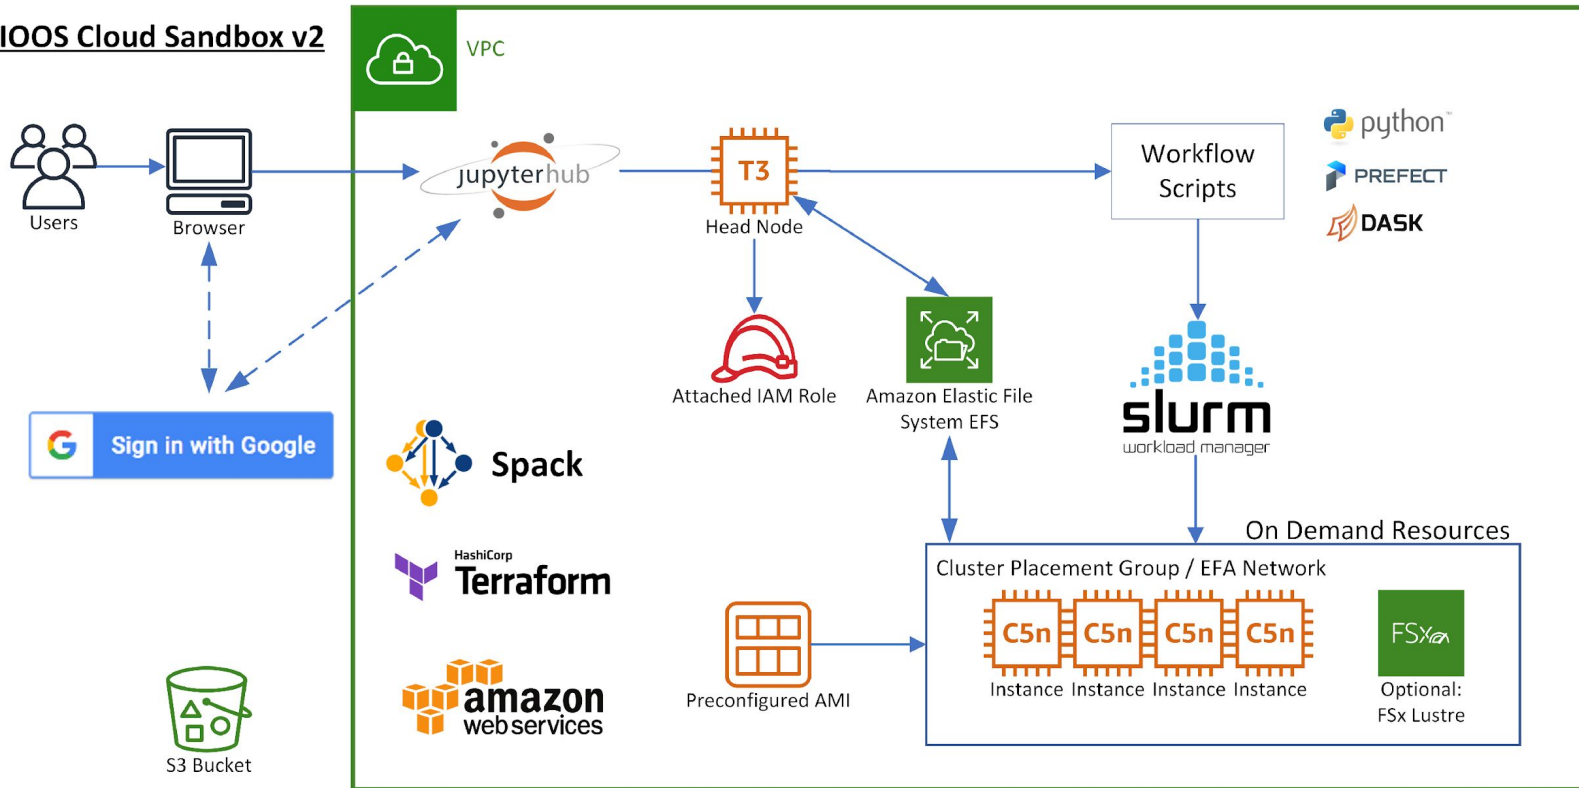 IOOS Cloud Sandbox v2
VPC
Users
Browser
jupyterhub
T3
Head Node
Workflow
Scripts
python™
PREFECT
DASK
Attached IAM Role
Amazon Elastic File
System EFS
slurm
workload manager
G
Sign in with Google
Spack
HashiCorp
Terraform
amazon
web services
S3 Bucket
Preconfigured AMI
On Demand Resources
Cluster Placement Group / EFA Network
C5n C5n C5n C5n
Instance Instance Instance Instance
FSx
Optional:
FSx Lustre